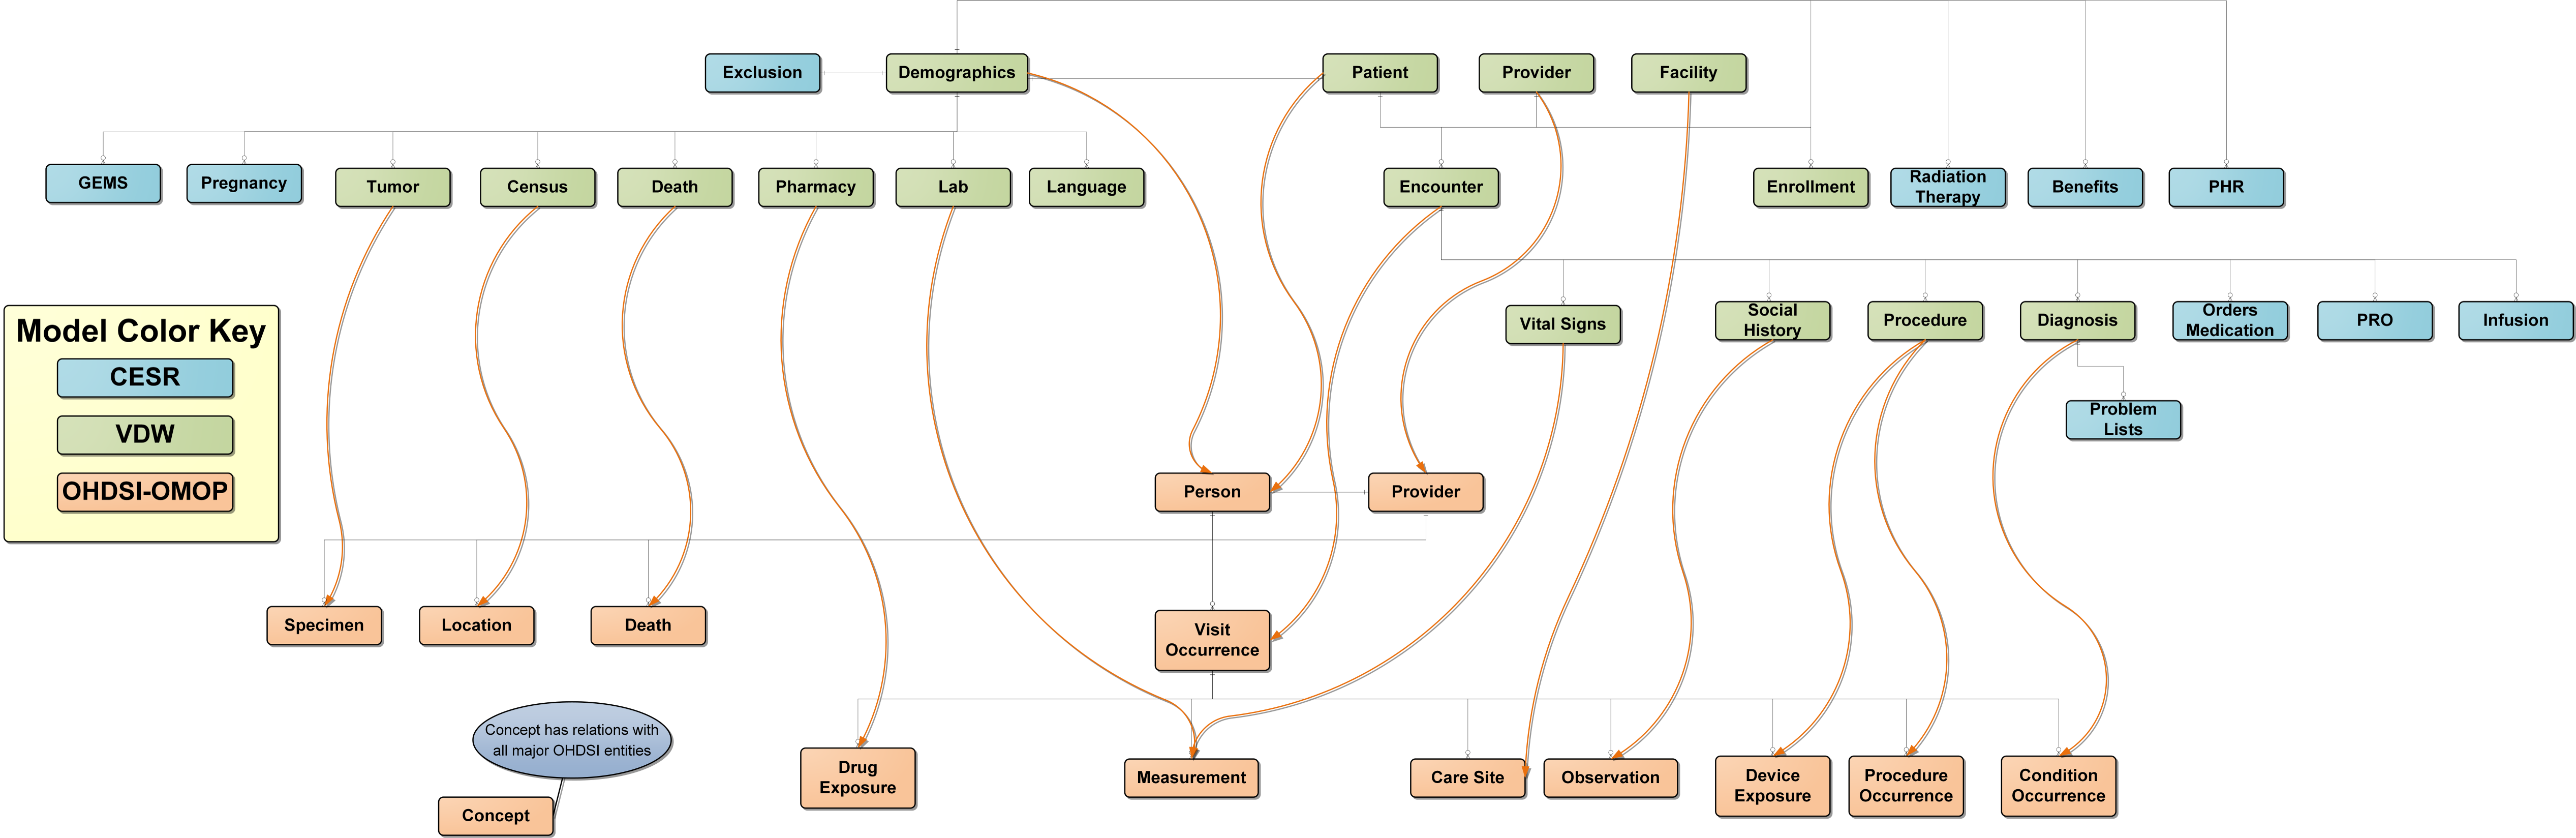 Exclusion
Demographics
Patient
Provider
Facility
GEMS
Pregnancy
Tumor
Census
Death
Pharmacy
Lab
Language
Encounter
Enrollment
Radiation
Therapy
Benefits
PHR
Model Color Key
CESR
VDW
OHDSI-OMOP
Vital Signs
Social
History
Procedure
Diagnosis
Orders
Medication
PRO
Infusion
Problem
Lists
Person
Provider
Specimen
Location
Death
Visit
Occurrence
Concept has relations with
all major OHDSI entities
Concept
Drug
Exposure
Measurement
Care Site
Observation
Device
Exposure
Procedure
Occurrence
Condition
Occurrence